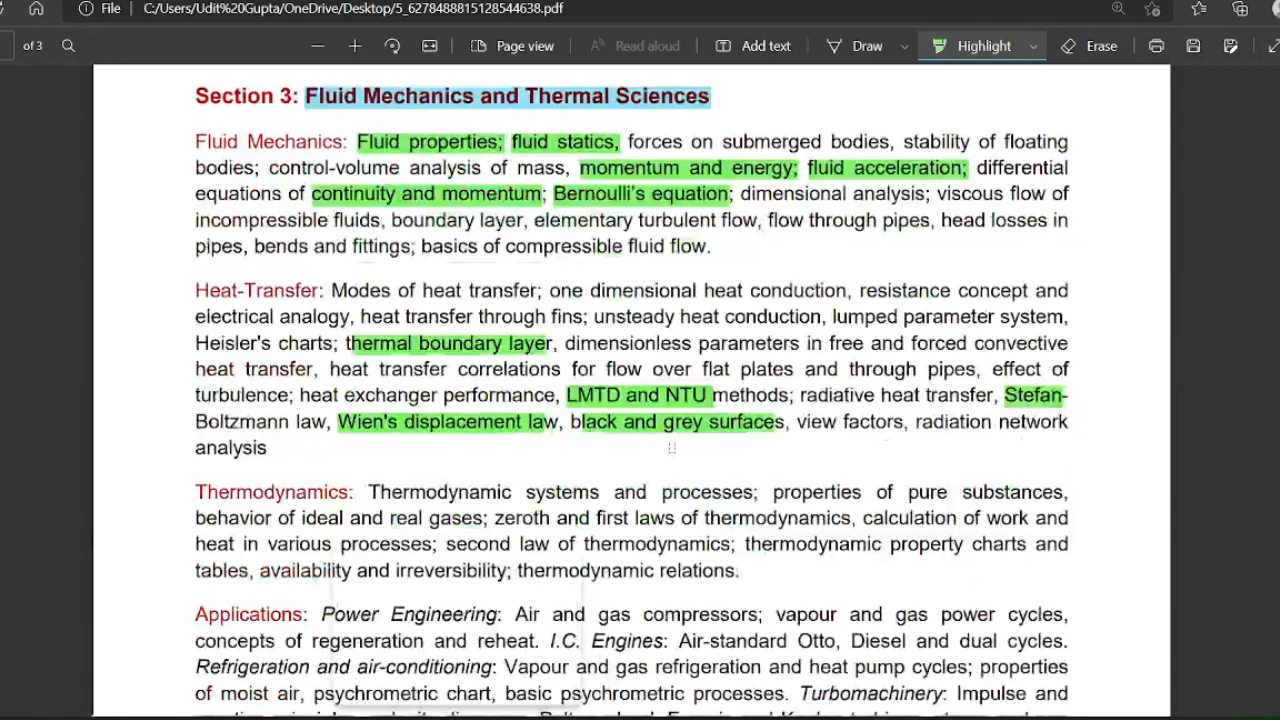 File C:/Users/Udit%20Gupta/OneDrive/Desktop/5_6278488815128544638.pdf
of 3 Page view Read aloud Add text Draw Highlight Erase
Section 3: Fluid Mechanics and Thermal Sciences
Fluid Mechanics: Fluid properties; fluid statics, forces on submerged bodies, stability of floating
bodies; control-volume analysis of mass, momentum and energy; fluid acceleration; differential
equations of continuity and momentum; Bernoulli's equation; dimensional analysis; viscous flow of
incompressible fluids, boundary layer, elementary turbulent flow, flow through pipes, head losses in
pipes, bends and fittings; basics of compressible fluid flow.
Heat-Transfer: Modes of heat transfer; one dimensional heat conduction, resistance concept and
electrical analogy, heat transfer through fins; unsteady heat conduction, lumped parameter system,
Heisler's charts; thermal boundary layer, dimensionless parameters in free and forced convective
heat transfer, heat transfer correlations for flow over flat plates and through pipes, effect of
turbulence; heat exchanger performance, LMTD and NTU methods; radiative heat transfer, Stefan-
Boltzmann law, Wien's displacement law, black and grey surfaces, view factors, radiation network
analysis
Thermodynamics: Thermodynamic systems and processes; properties of pure substances,
behavior of ideal and real gases; zeroth and first laws of thermodynamics, calculation of work and
heat in various processes; second law of thermodynamics; thermodynamic property charts and
tables, availability and irreversibility; thermodynamic relations.
Applications: Power Engineering: Air and gas compressors; vapour and gas power cycles,
concepts of regeneration and reheat. I.C. Engines: Air-standard Otto, Diesel and dual cycles.
Refrigeration and air-conditioning: Vapour and gas refrigeration and heat pump cycles; properties
of moist air, psychrometric chart, basic psychrometric processes. Turbomachinery: Impulse and